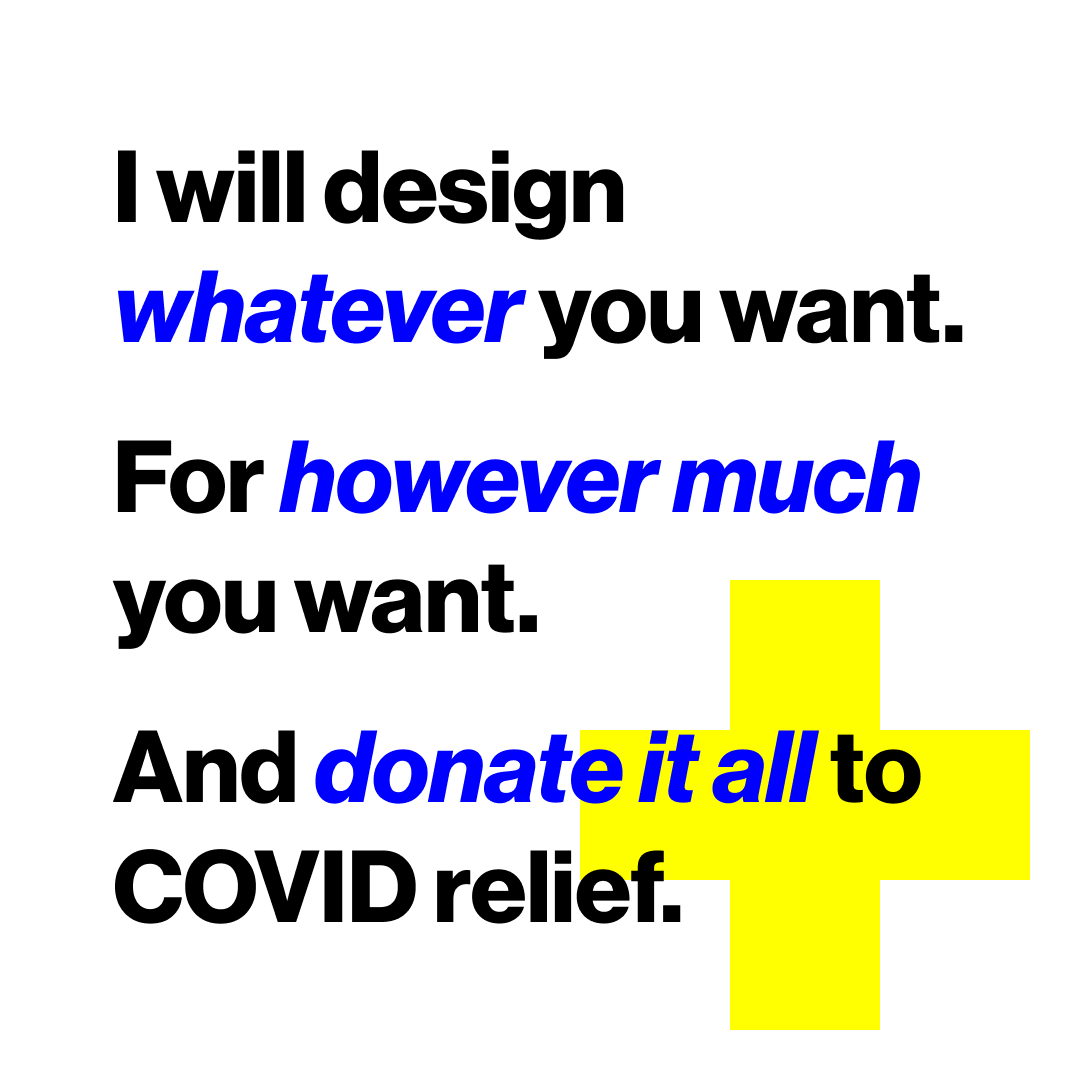 I will design
whatever you want.
For however much
you want.
And donate it all to
COVID relief.